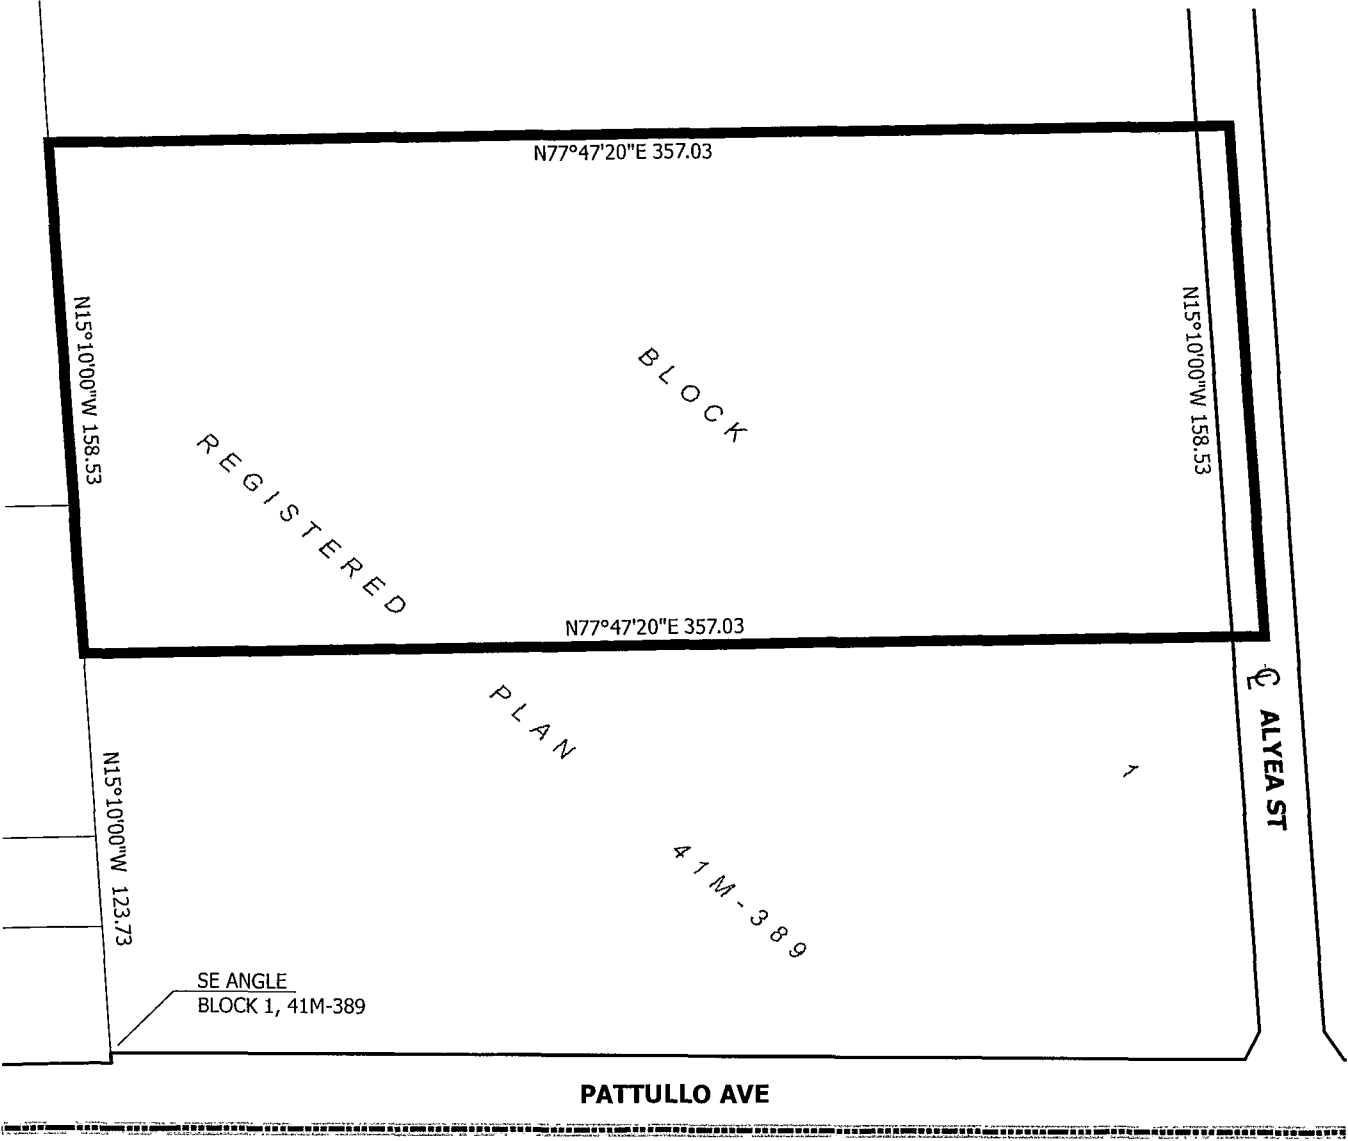 N77°47'20"E 357.03
N15°10'00"W 158.53
N15°10'00"W 158.53
BLOCK
REGISTERED
N77°47'20"E 357.03
PLAN
℄ ALYEA ST
1
N15°10'00"W 123.73
41M-389
SE ANGLE
BLOCK 1, 41M-389
PATTULLO AVE